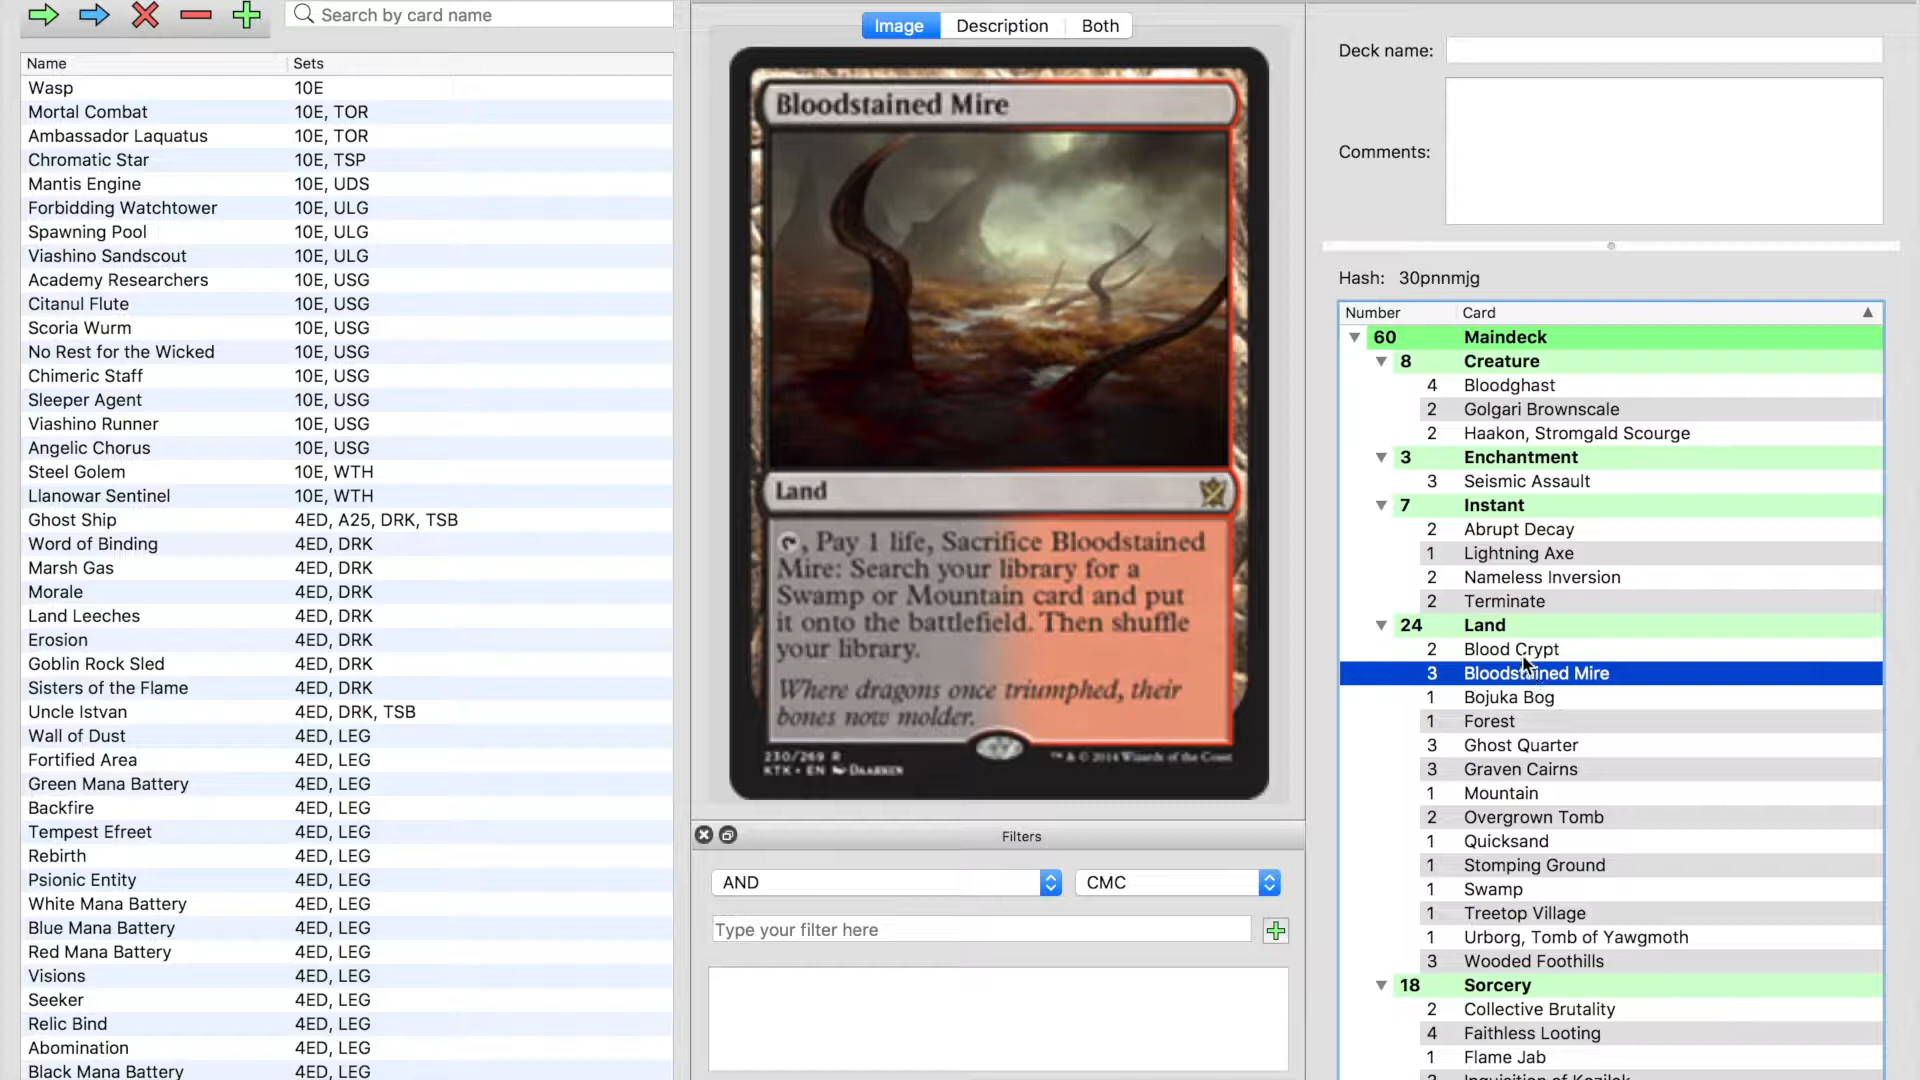 Search by card name
Name Sets
Wasp 10E
Mortal Combat 10E, TOR
Ambassador Laquatus 10E, TOR
Chromatic Star 10E, TSP
Mantis Engine 10E, UDS
Forbidding Watchtower 10E, ULG
Spawning Pool 10E, ULG
Viashino Sandscout 10E, ULG
Academy Researchers 10E, USG
Citanul Flute 10E, USG
Scoria Wurm 10E, USG
No Rest for the Wicked 10E, USG
Chimeric Staff 10E, USG
Sleeper Agent 10E, USG
Viashino Runner 10E, USG
Angelic Chorus 10E, USG
Steel Golem 10E, WTH
Llanowar Sentinel 10E, WTH
Ghost Ship 4ED, A25, DRK, TSB
Word of Binding 4ED, DRK
Marsh Gas 4ED, DRK
Morale 4ED, DRK
Land Leeches 4ED, DRK
Erosion 4ED, DRK
Goblin Rock Sled 4ED, DRK
Sisters of the Flame 4ED, DRK
Uncle Istvan 4ED, DRK, TSB
Wall of Dust 4ED, LEG
Fortified Area 4ED, LEG
Green Mana Battery 4ED, LEG
Backfire 4ED, LEG
Tempest Efreet 4ED, LEG
Rebirth 4ED, LEG
Psionic Entity 4ED, LEG
White Mana Battery 4ED, LEG
Blue Mana Battery 4ED, LEG
Red Mana Battery 4ED, LEG
Visions 4ED, LEG
Seeker 4ED, LEG
Relic Bind 4ED, LEG
Abomination 4ED, LEG
Black Mana Battery 4ED, LEG
Image Description Both
Bloodstained Mire
Land
, Pay 1 life, Sacrifice Bloodstained
Mire: Search your library for a
Swamp or Mountain card and put
it onto the battlefield. Then shuffle
your library.
Where dragons once triumphed, their
bones now molder.
230/269 R
KTK • EN Daarken
™ & © 2014 Wizards of the Coast
Filters
AND CMC
Type your filter here
Deck name:
Comments:
Hash: 30pnnmjg
Number Card
60 Maindeck
8 Creature
4 Bloodghast
2 Golgari Brownscale
2 Haakon, Stromgald Scourge
3 Enchantment
3 Seismic Assault
7 Instant
2 Abrupt Decay
1 Lightning Axe
2 Nameless Inversion
2 Terminate
24 Land
2 Blood Crypt
3 Bloodstained Mire
1 Bojuka Bog
1 Forest
3 Ghost Quarter
3 Graven Cairns
1 Mountain
2 Overgrown Tomb
1 Quicksand
1 Stomping Ground
1 Swamp
1 Treetop Village
1 Urborg, Tomb of Yawgmoth
3 Wooded Foothills
18 Sorcery
2 Collective Brutality
4 Faithless Looting
1 Flame Jab